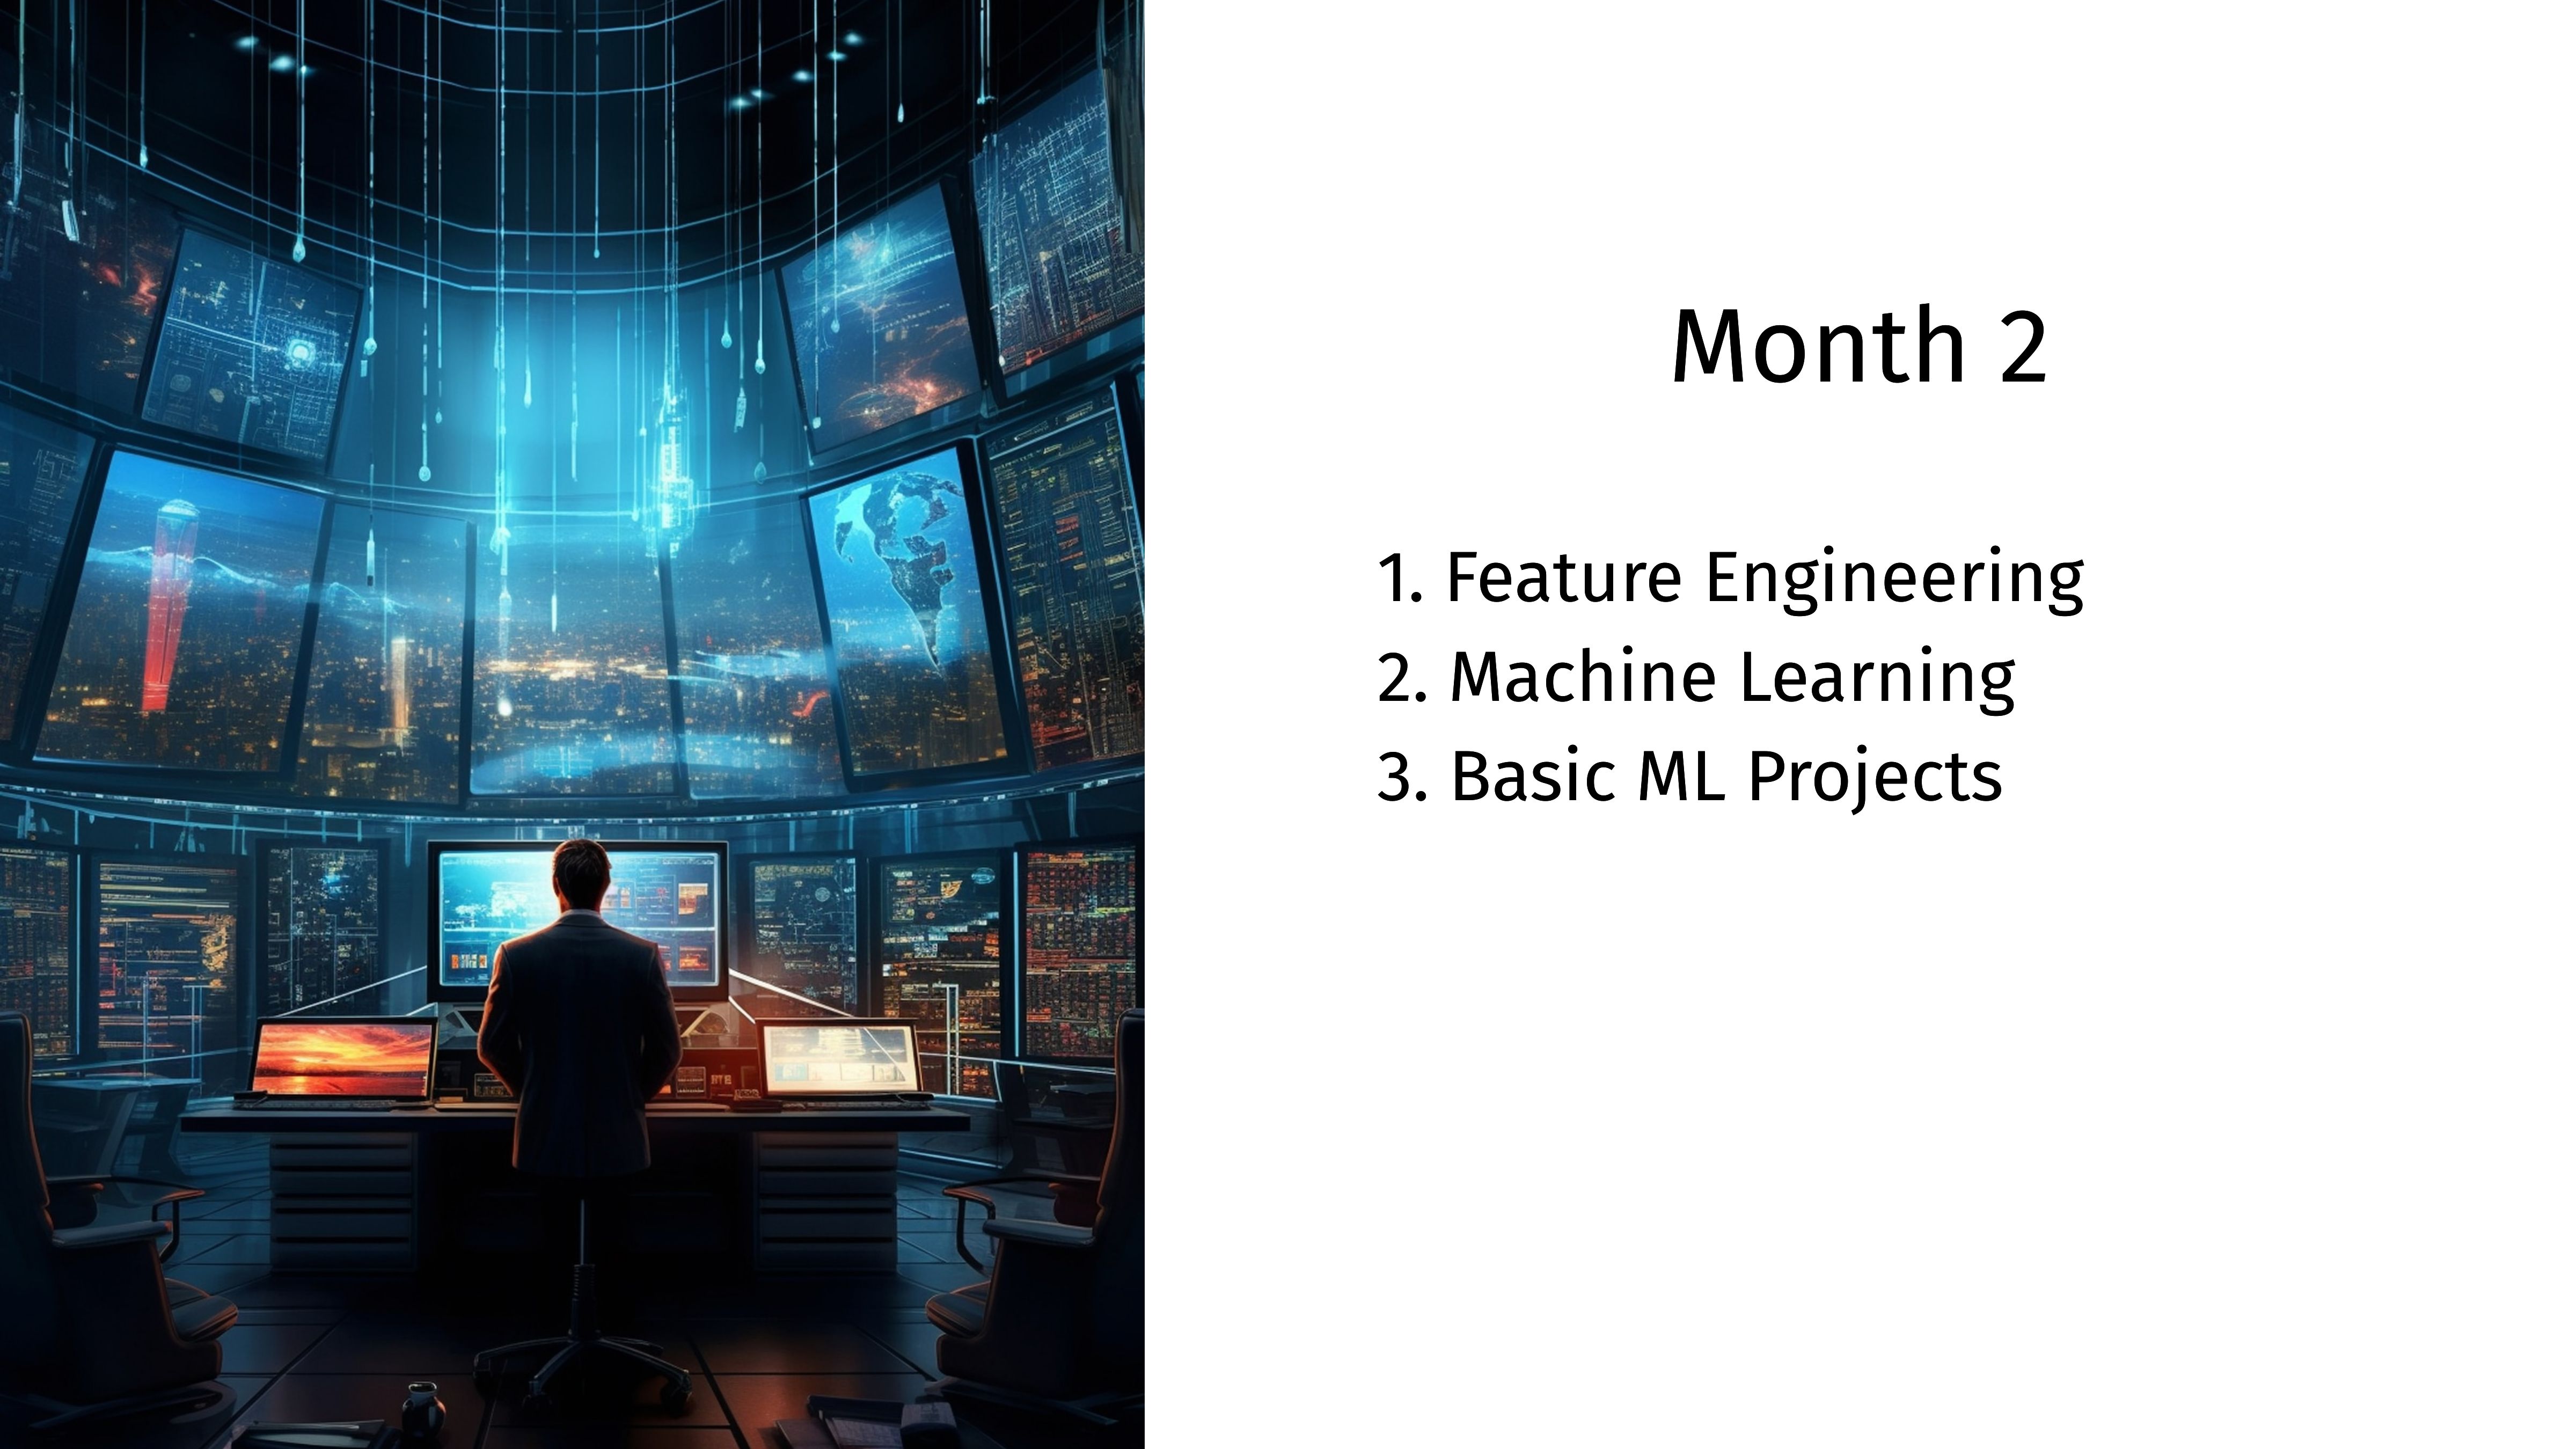 Month 2
1. Feature Engineering
2. Machine Learning
3. Basic ML Projects